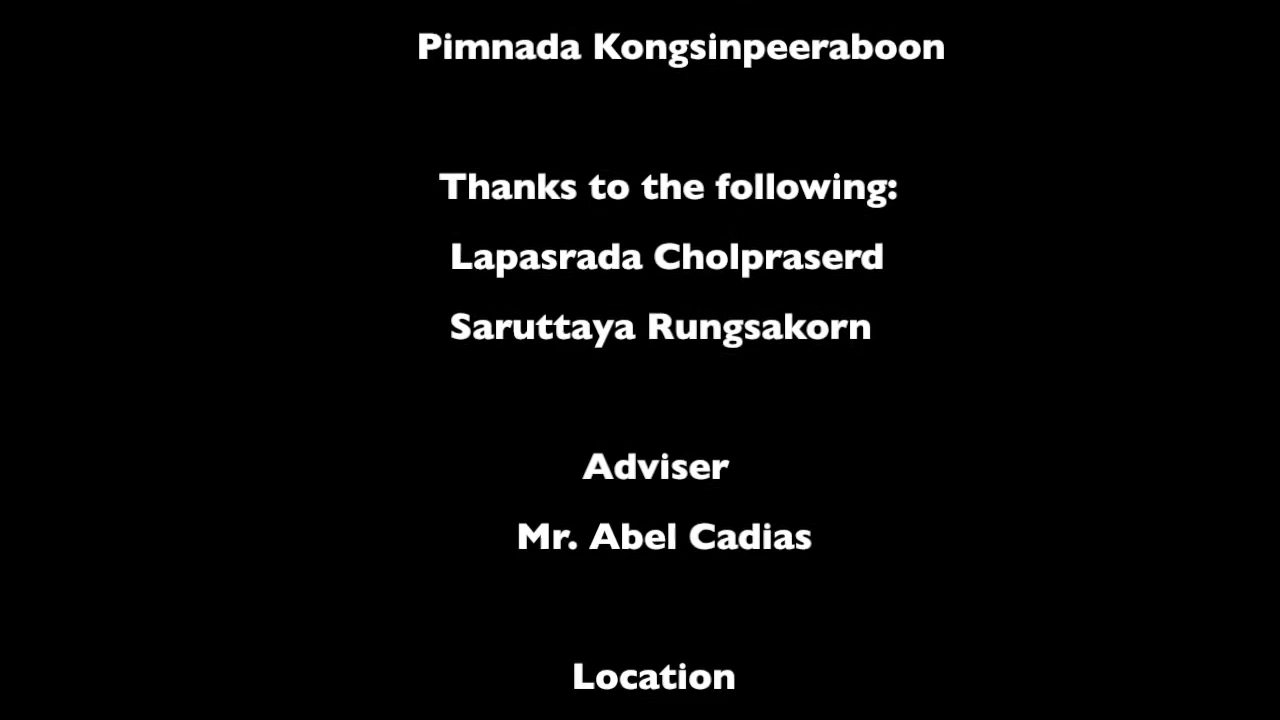 Pimnada Kongsinpeeraboon
Thanks to the following:
Lapasrada Cholpraserd
Saruttaya Rungsakorn
Adviser
Mr. Abel Cadias
Location